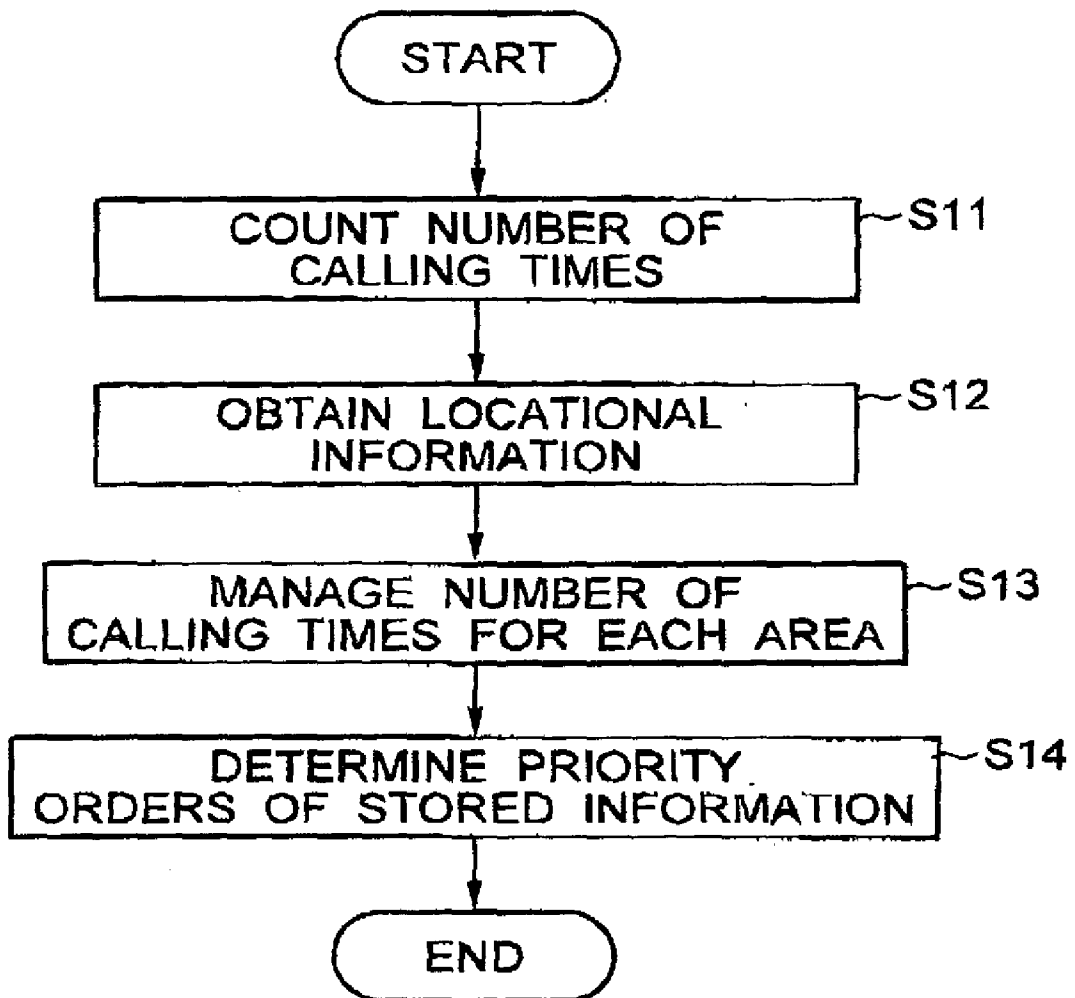 START
COUNT NUMBER OF
CALLING TIMES
S11
OBTAIN LOCATIONAL
INFORMATION
S12
MANAGE NUMBER OF
CALLING TIMES FOR EACH AREA
S13
DETERMINE PRIORITY
ORDERS OF STORED INFORMATION
S14
END